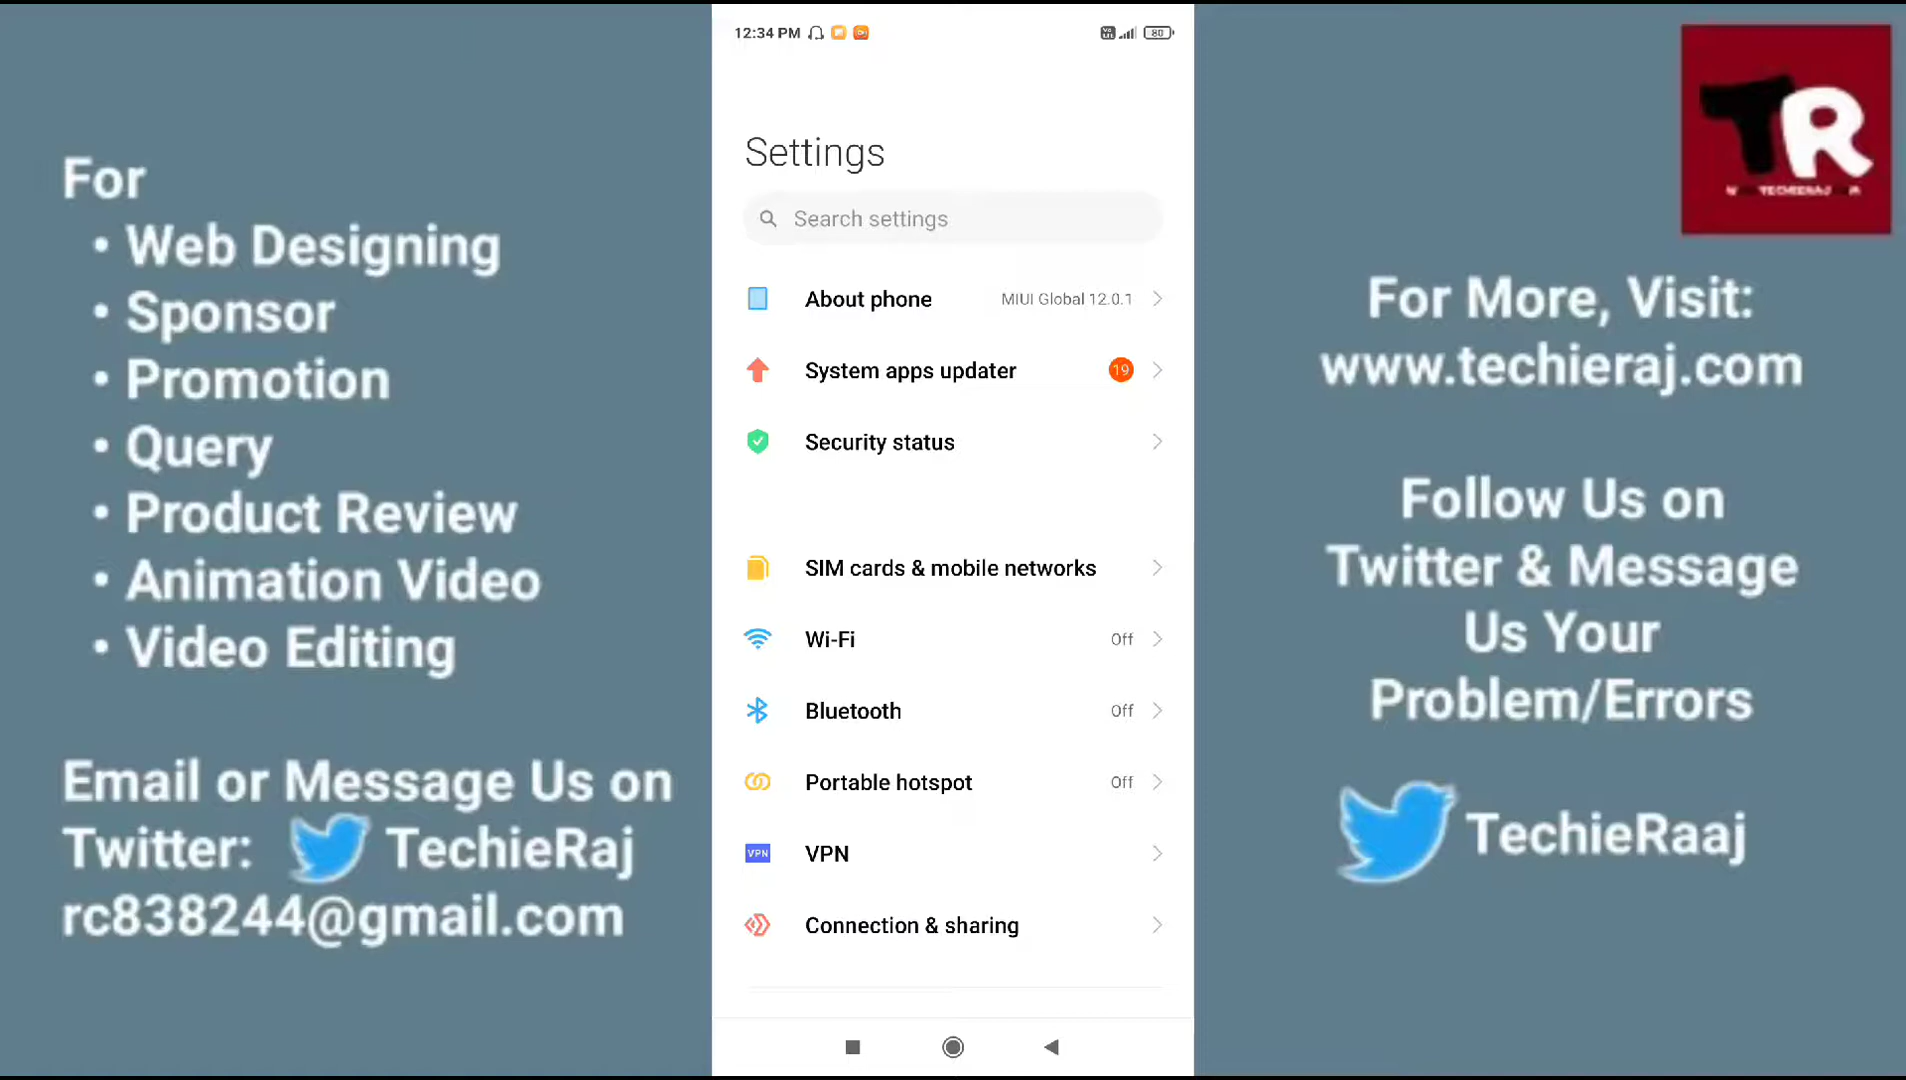 For
• Web Designing
• Sponsor
• Promotion
• Query
• Product Review
• Animation Video
• Video Editing
Email or Message Us on
Twitter: TechieRaj
rc838244@gmail.com
12:34 PM
80
Settings
Search settings
About phone MIUI Global 12.0.1
System apps updater 19
Security status
SIM cards & mobile networks
Wi-Fi Off
Bluetooth Off
Portable hotspot Off
VPN VPN
Connection & sharing
TR
For More, Visit:
www.techieraj.com
Follow Us on
Twitter & Message
Us Your
Problem/Errors
TechieRaaj